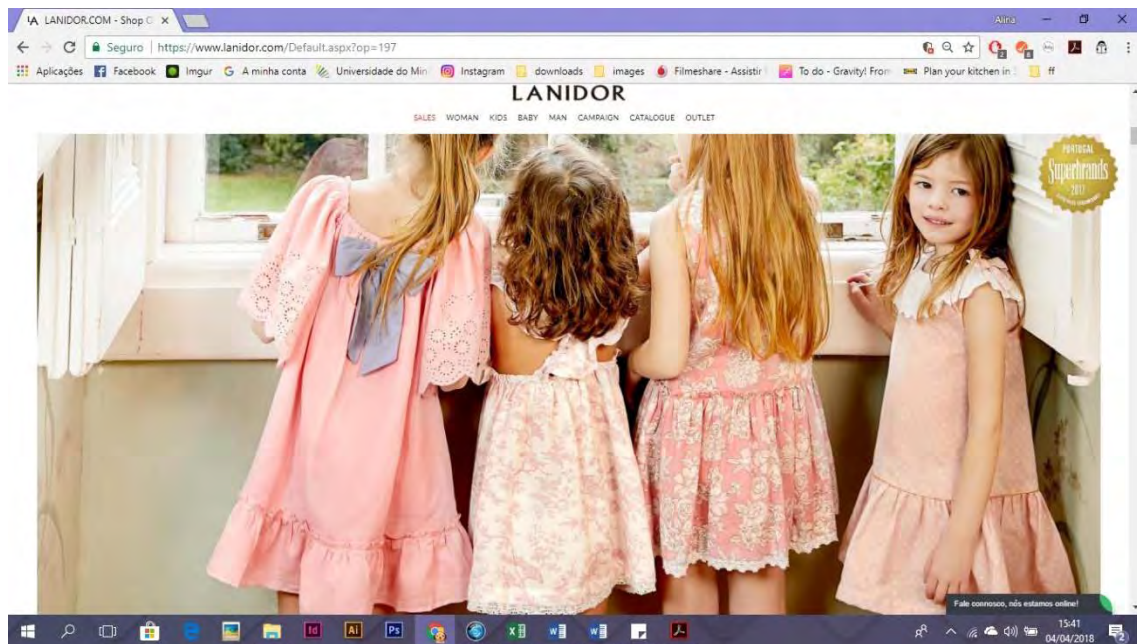 LANIDOR.COM - Shop O
Alina
Seguro | https://www.lanidor.com/Default.aspx?op=197
Aplicações Facebook Imgur A minha conta Universidade do Min Instagram downloads images Filmeshare - Assistir To do - Gravity! From Plan your kitchen in ff
LANIDOR
SALES WOMAN KIDS BABY MAN CAMPAIGN CATALOGUE OUTLET
PORTUGAL
Superbrands
2017
Fale connosco, nós estamos online!
Id Ai Ps
15:41
04/04/2018